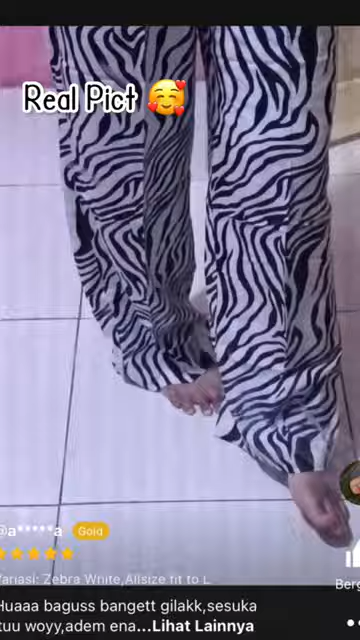 Real Pict 🥰
@a*****a Gold
Variasi: Zebra White,Allsize fit to L
Huaaa baguss bangett gilakk,sesuka
tuu woyy,adem ena...Lihat Lainnya
Berg